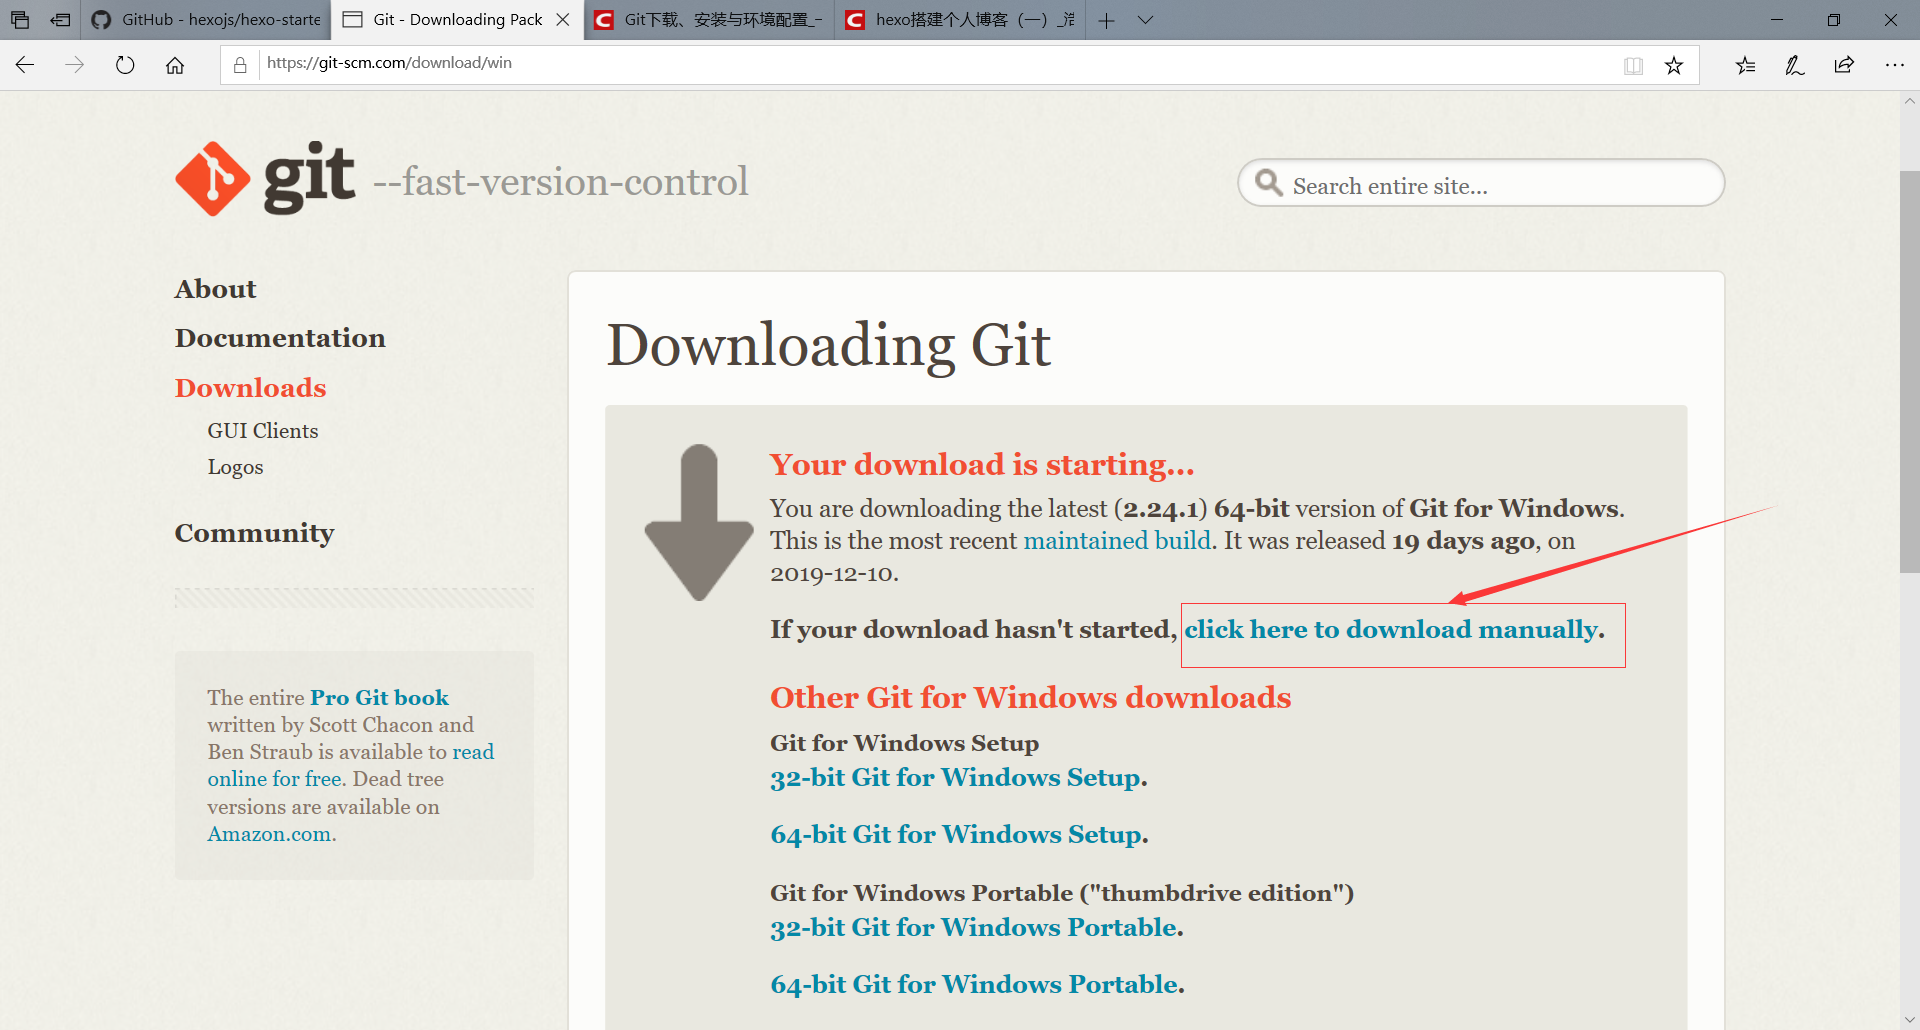 GitHub - hexojs/hexo-starte
Git - Downloading Pack
Git下载、安装与环境配置_
hexo搭建个人博客（一）_
https://git-scm.com/download/win
git --fast-version-control
Search entire site...
About
Documentation
Downloads
GUI Clients
Logos
Community
The entire Pro Git book
written by Scott Chacon and
Ben Straub is available to read
online for free. Dead tree
versions are available on
Amazon.com.
Downloading Git
Your download is starting...
You are downloading the latest (2.24.1) 64-bit version of Git for Windows.
This is the most recent maintained build. It was released 19 days ago, on
2019-12-10.
If your download hasn't started, click here to download manually.
Other Git for Windows downloads
Git for Windows Setup
32-bit Git for Windows Setup.
64-bit Git for Windows Setup.
Git for Windows Portable ("thumbdrive edition")
32-bit Git for Windows Portable.
64-bit Git for Windows Portable.